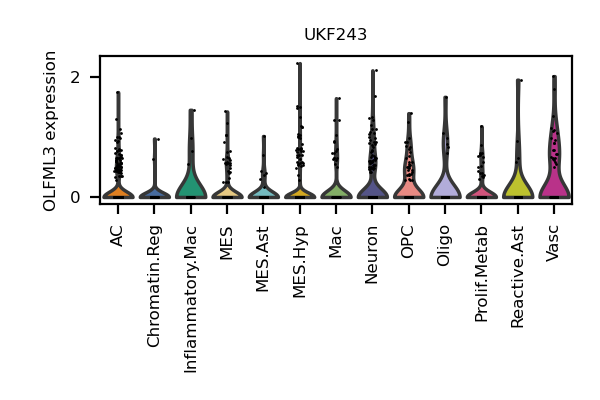 UKF243
OLFML3 expression
2
0
AC
Chromatin.Reg
Inflammatory.Mac
MES
MES.Ast
MES.Hyp
Mac
Neuron
OPC
Oligo
Prolif.Metab
Reactive.Ast
Vasc